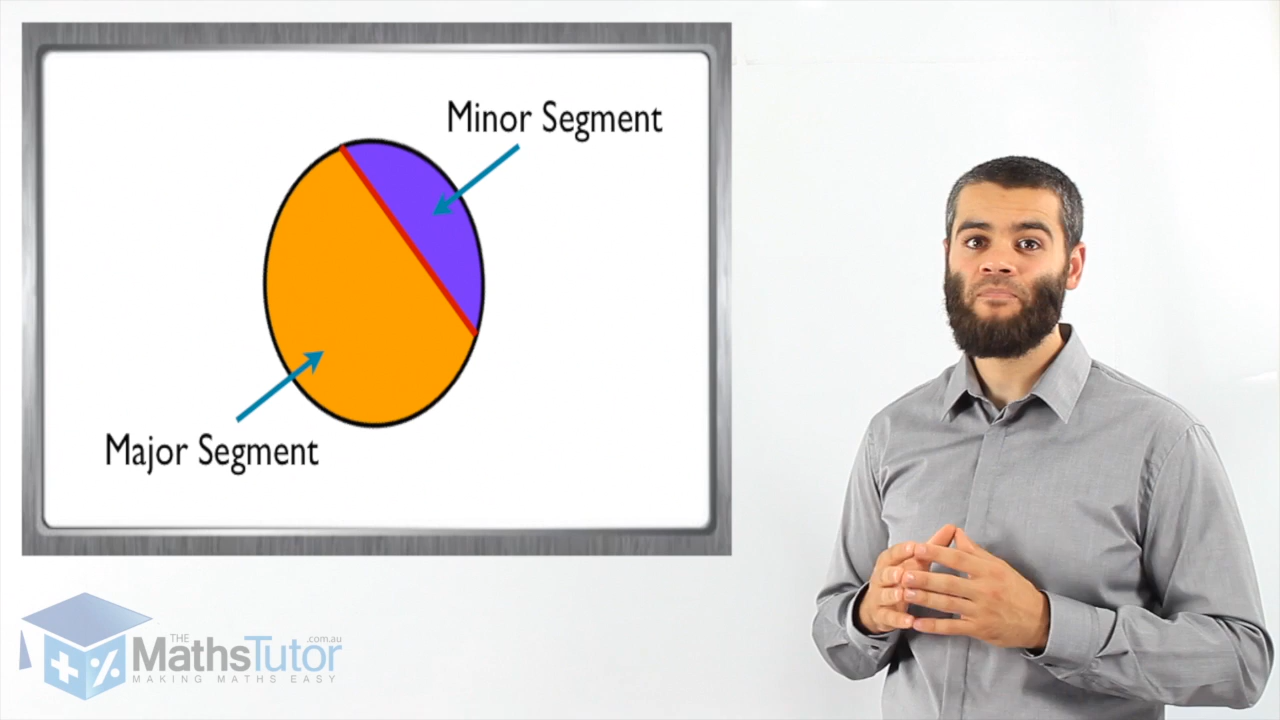 Minor Segment
Major Segment
THE
MathsTutor
.com.au
MAKING MATHS EASY